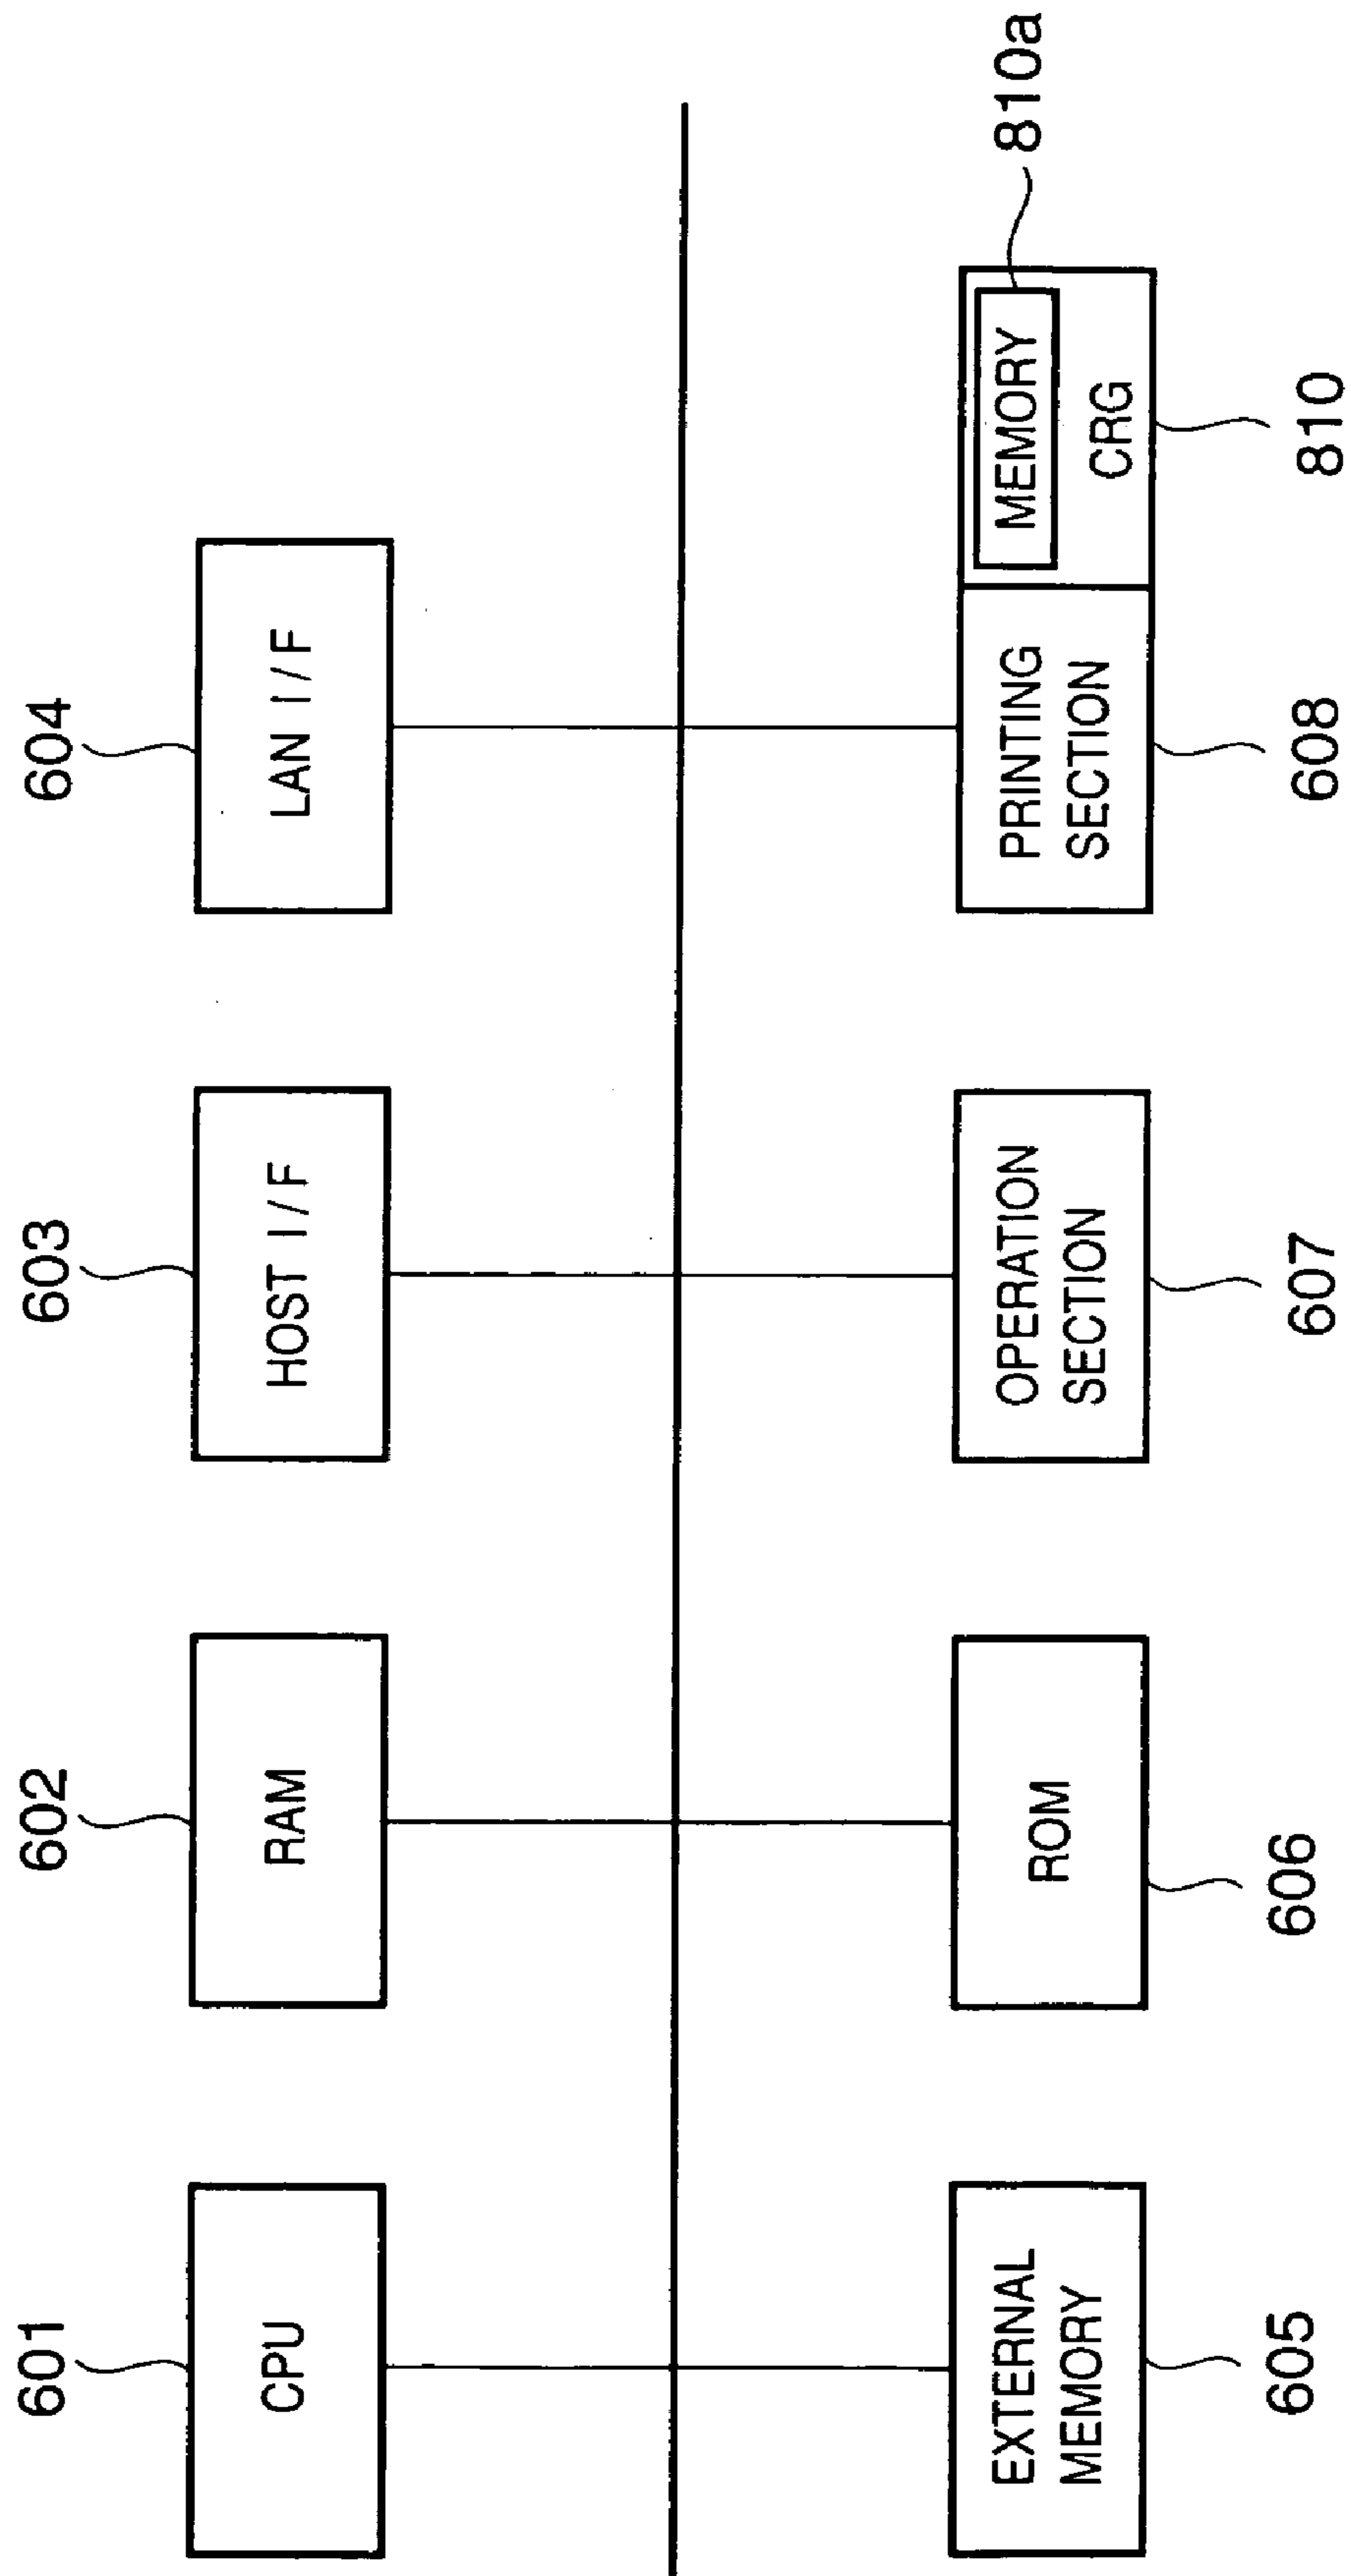 601
602
603
604
CPU
RAM
HOST I/F
LAN I/F
EXTERNAL
MEMORY
ROM
OPERATION
SECTION
PRINTING
SECTION
MEMORY
CRG
810a
605
606
607
608
810